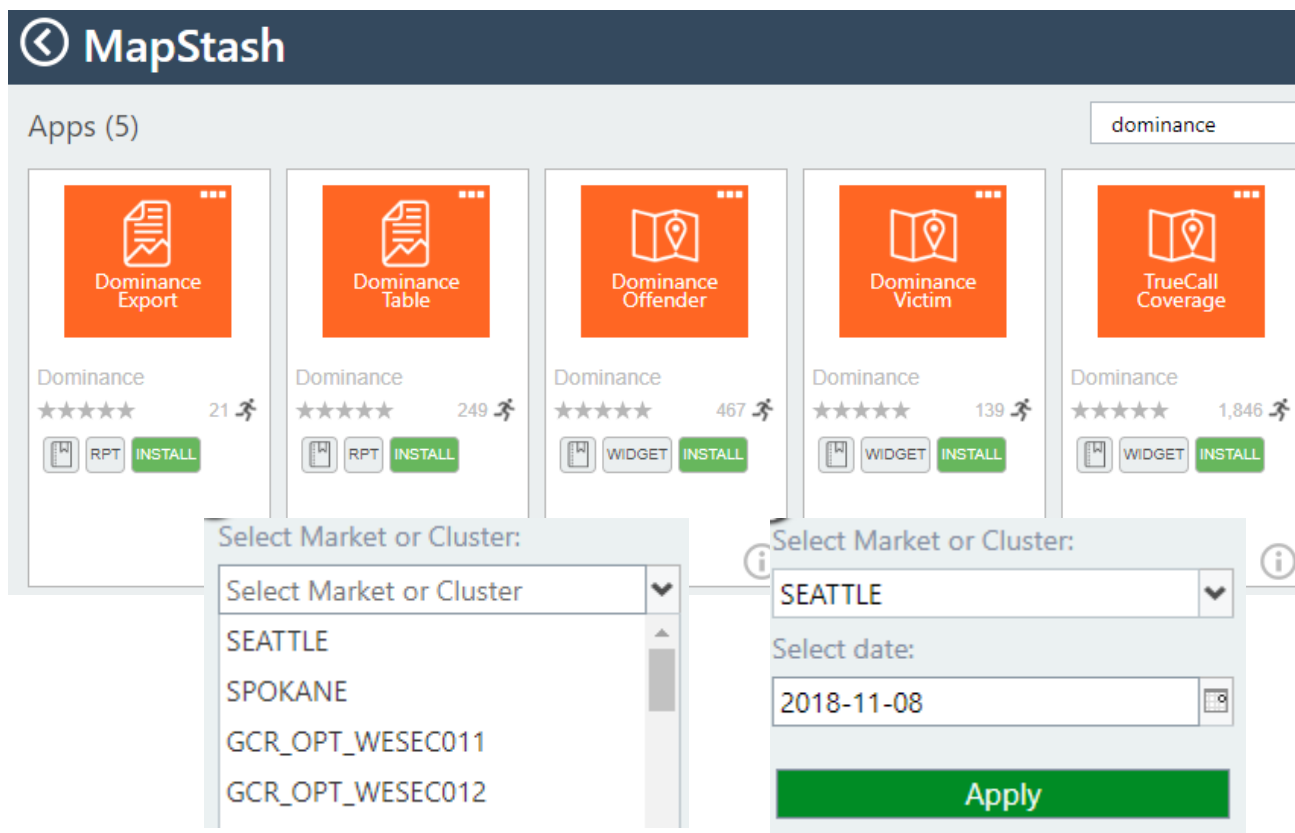 MapStash
Apps (5)
dominance
Dominance
Export
Dominance
Table
Dominance
Offender
Dominance
Victim
TrueCall
Coverage
Dominance
Dominance
Dominance
Dominance
Dominance
21
249
467
139
1,846
RPT INSTALL
RPT INSTALL
WIDGET INSTALL
WIDGET INSTALL
WIDGET INSTALL
Select Market or Cluster:
Select Market or Cluster
SEATTLE
SPOKANE
GCR_OPT_WESEC011
GCR_OPT_WESEC012
Select Market or Cluster:
SEATTLE
Select date:
2018-11-08
Apply